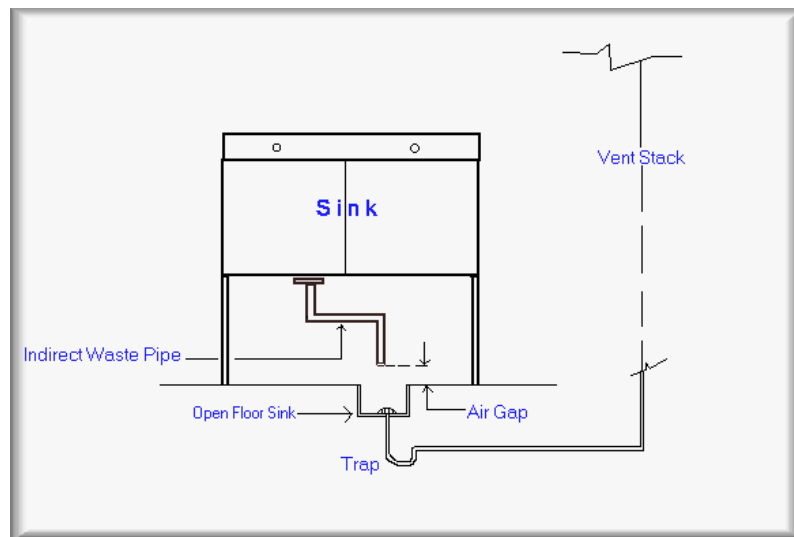 Vent Stack
Sink
Indirect Waste Pipe
Open Floor Sink
Air Gap
Trap